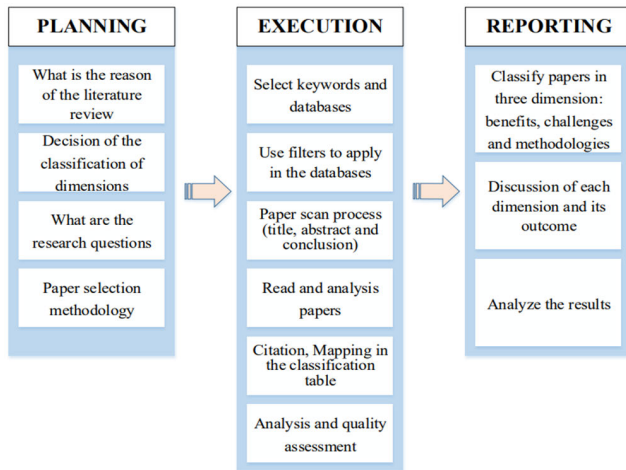 PLANNING
What is the reason
of the literature
review
Decision of the
classification of
dimensions
What are the
research questions
Paper selection
methodology
EXECUTION
Select keywords and
databases
Use filters to apply
in the databases
Paper scan process
(title, abstract and
conclusion)
Read and analysis
papers
Citation, Mapping in
the classification
table
Analysis and quality
assessment
REPORTING
Classify papers in
three dimension:
benefits, challenges
and methodologies
Discussion of each
dimension and its
outcome
Analyze the results